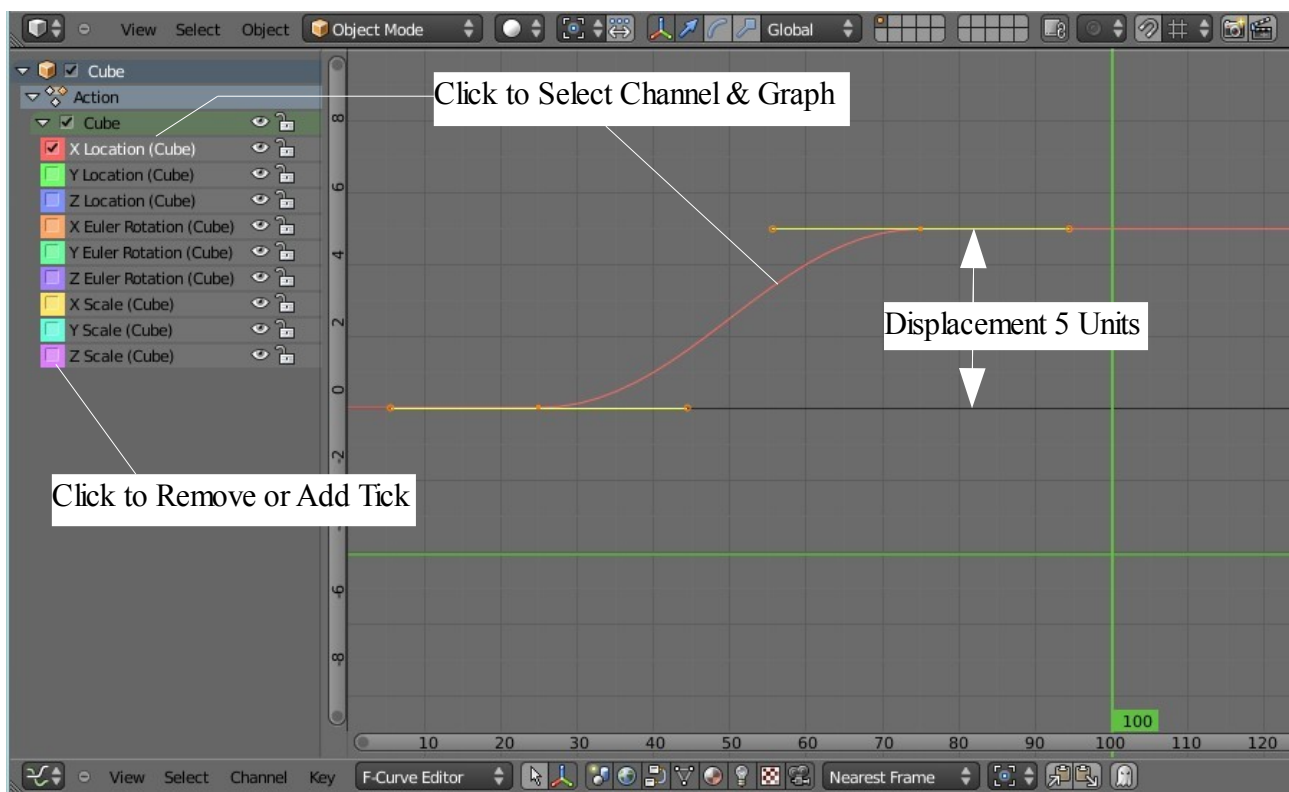 View Select Object Object Mode Global
Cube
Action
Cube
X Location (Cube)
Y Location (Cube)
Z Location (Cube)
X Euler Rotation (Cube)
Y Euler Rotation (Cube)
Z Euler Rotation (Cube)
X Scale (Cube)
Y Scale (Cube)
Z Scale (Cube)
Click to Select Channel & Graph
Displacement 5 Units
Click to Remove or Add Tick
8
6
4
2
0
-2
-6
-8
100
10 20 30 40 50 60 70 80 90 100 110 120
View Select Channel Key F-Curve Editor Nearest Frame